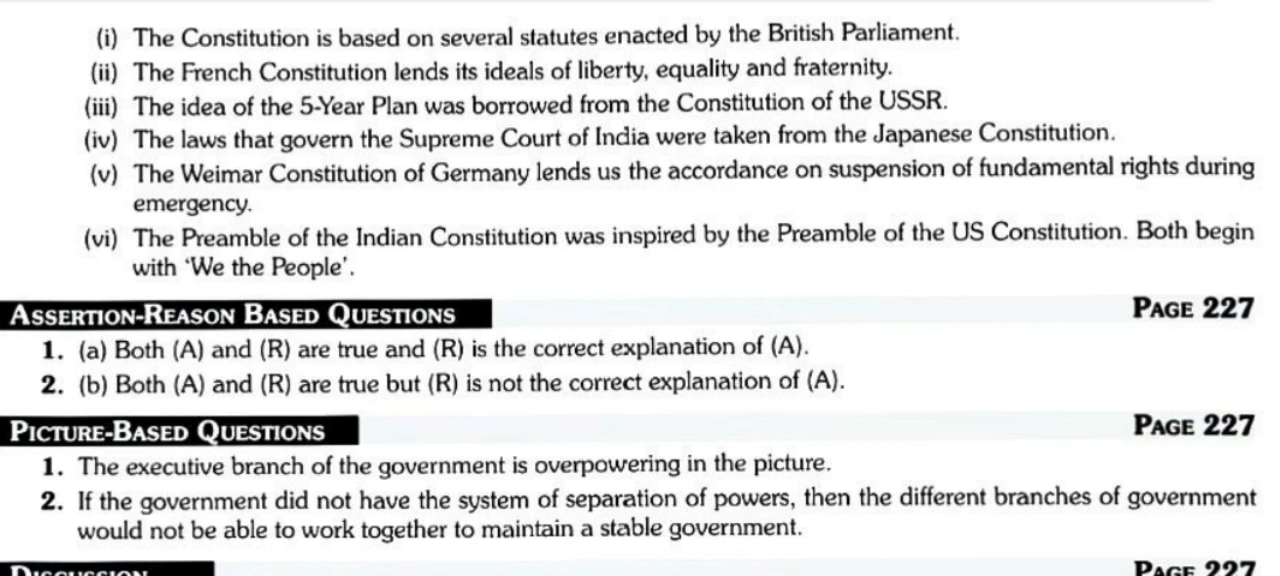 (i) The Constitution is based on several statutes enacted by the British Parliament.
(ii) The French Constitution lends its ideals of liberty, equality and fraternity.
(iii) The idea of the 5-Year Plan was borrowed from the Constitution of the USSR.
(iv) The laws that govern the Supreme Court of India were taken from the Japanese Constitution.
(v) The Weimar Constitution of Germany lends us the accordance on suspension of fundamental rights during
emergency.
(vi) The Preamble of the Indian Constitution was inspired by the Preamble of the US Constitution. Both begin
with ‘We the People’.
ASSERTION-REASON BASED QUESTIONS PAGE 227
1. (a) Both (A) and (R) are true and (R) is the correct explanation of (A).
2. (b) Both (A) and (R) are true but (R) is not the correct explanation of (A).
PICTURE-BASED QUESTIONS PAGE 227
1. The executive branch of the government is overpowering in the picture.
2. If the government did not have the system of separation of powers, then the different branches of government
would not be able to work together to maintain a stable government.
DISCUSSION PAGE 227